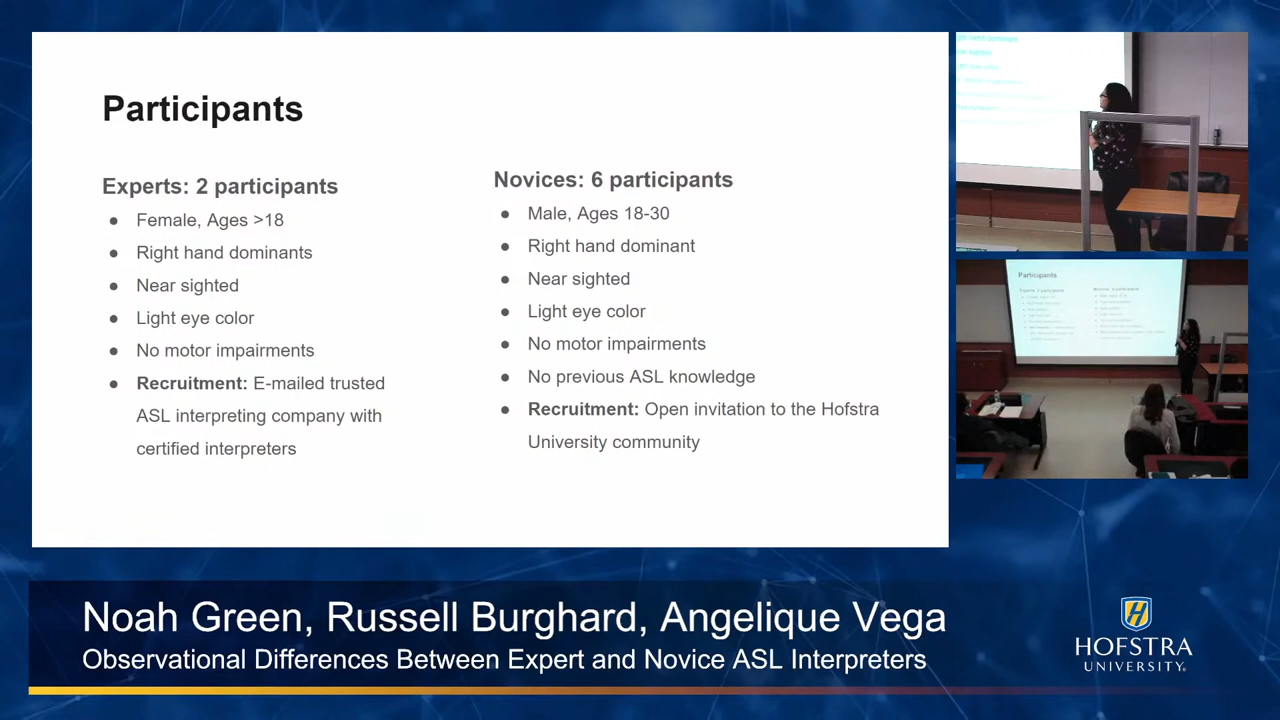 Participants
Experts: 2 participants
● Female, Ages >18
● Right hand dominants
● Near sighted
● Light eye color
● No motor impairments
● Recruitment: E-mailed trusted
ASL interpreting company with
certified interpreters
Novices: 6 participants
● Male, Ages 18-30
● Right hand dominant
● Near sighted
● Light eye color
● No motor impairments
● No previous ASL knowledge
● Recruitment: Open invitation to the Hofstra
University community
Participants
Noah Green, Russell Burghard, Angelique Vega
Observational Differences Between Expert and Novice ASL Interpreters
HOFSTRA
UNIVERSITY